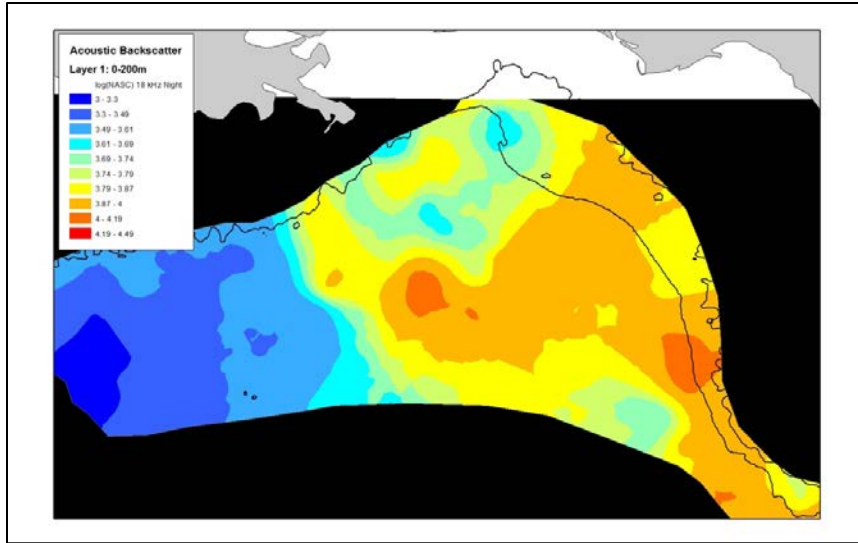 Acoustic Backscatter
Layer 1: 0-200m
log(NASC) 18 kHz Night
3 - 3.3
3.3 - 3.49
3.49 - 3.61
3.61 - 3.69
3.69 - 3.74
3.74 - 3.79
3.79 - 3.87
3.87 - 4
4 - 4.19
4.19 - 4.49